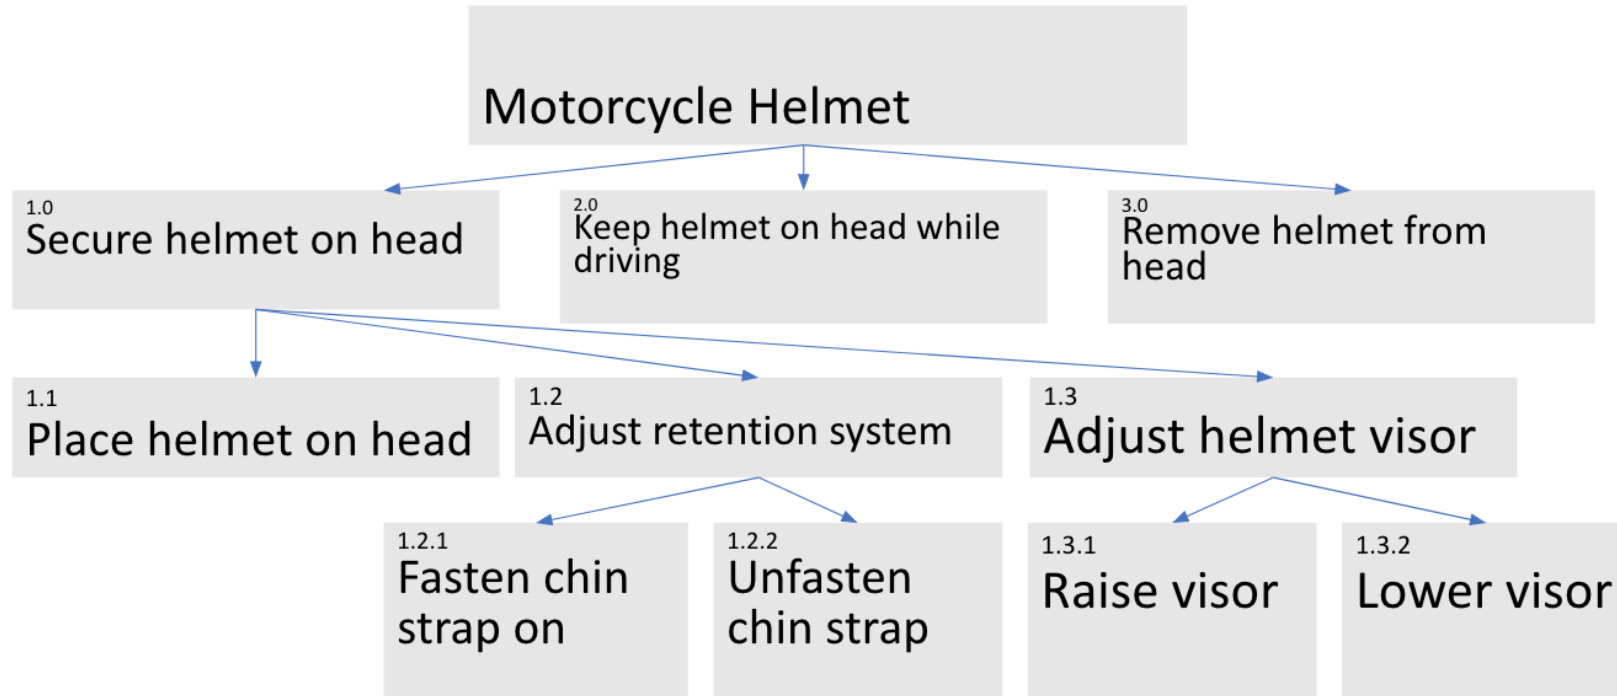 Motorcycle Helmet
1.0
Secure helmet on head
2.0
Keep helmet on head while
driving
3.0
Remove helmet from
head
1.1
Place helmet on head
1.2
Adjust retention system
1.3
Adjust helmet visor
1.2.1
Fasten chin
strap on
1.2.2
Unfasten
chin strap
1.3.1
Raise visor
1.3.2
Lower visor